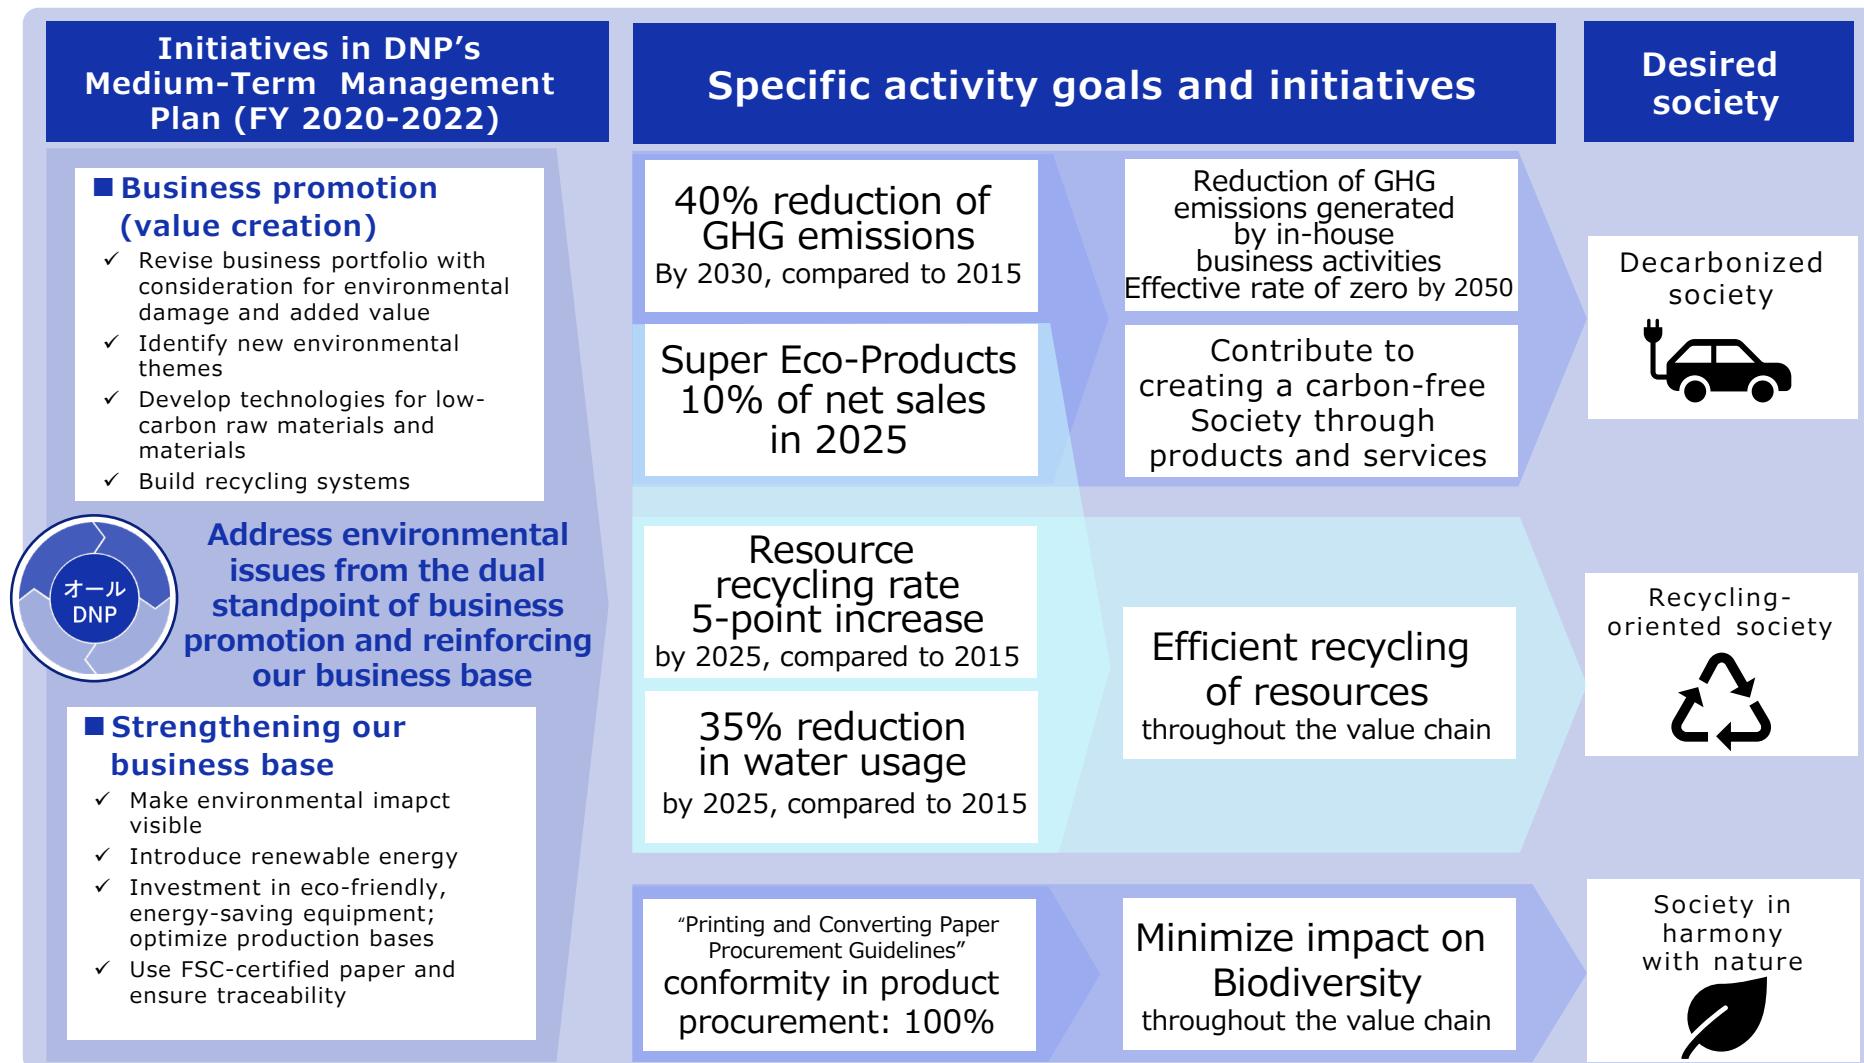 Initiatives in DNP’s
Medium-Term Management
Plan (FY 2020-2022)
Specific activity goals and initiatives
Desired
society
■ Business promotion
(value creation)
✓ Revise business portfolio with
consideration for environmental
damage and added value
✓ Identify new environmental
themes
✓ Develop technologies for low-
carbon raw materials and
materials
✓ Build recycling systems
オール
DNP
Address environmental
issues from the dual
standpoint of business
promotion and reinforcing
our business base
■ Strengthening our
business base
✓ Make environmental imapct
visible
✓ Introduce renewable energy
✓ Investment in eco-friendly,
energy-saving equipment;
optimize production bases
✓ Use FSC-certified paper and
ensure traceability
40% reduction of
GHG emissions
By 2030, compared to 2015
Super Eco-Products
10% of net sales
in 2025
Resource
recycling rate
5-point increase
by 2025, compared to 2015
35% reduction
in water usage
by 2025, compared to 2015
“Printing and Converting Paper
Procurement Guidelines”
conformity in product
procurement: 100%
Reduction of GHG
emissions generated
by in-house
business activities
Effective rate of zero by 2050
Contribute to
creating a carbon-free
Society through
products and services
Efficient recycling
of resources
throughout the value chain
Minimize impact on
Biodiversity
throughout the value chain
Decarbonized
society
Recycling-
oriented society
Society in
harmony
with nature